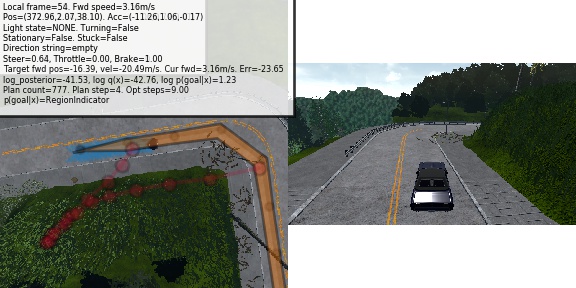 Local frame=54. Fwd speed=3.16m/s
Pos=(372.96,2.07,38.10). Acc=(-11.26;1.06;-0.17)
Light state=NONE. Turning=False
Stationary=False. Stuck=False
Direction string=empty
Steer=0.64, Throttle=0.00, Brake=1.00
Target fwd pos=-16.39, vel=-20.49m/s. Cur fwd=3.16m/s. Err=-23.65
log_posterior=-41.53, log q(x)=-42.76, log p(goal|x)=1.23
Plan count=777. Plan step=4. Opt steps=9.00
p(goal|x)=RegionIndicator